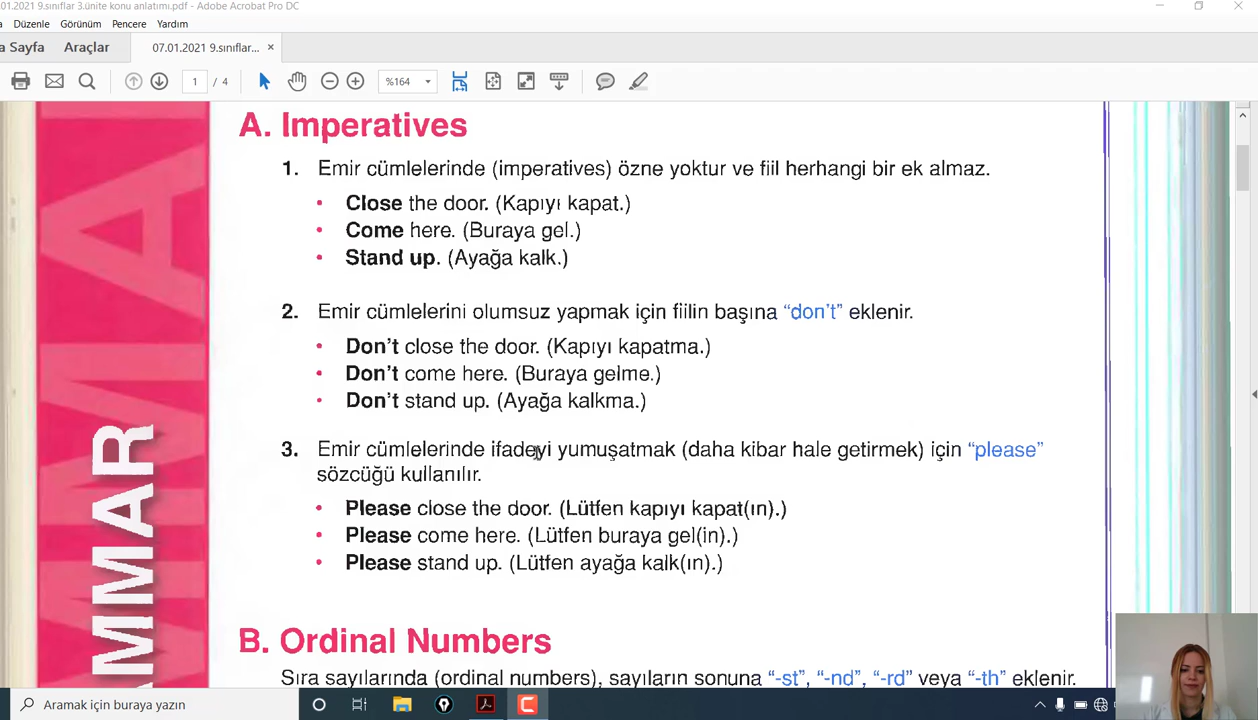 .01.2021 9.sınıflar 3.ünite konu anlatımı.pdf - Adobe Acrobat Pro DC
Düzenle Görünüm Pencere Yardım
a Sayfa Araçlar 07.01.2021 9.sınıflar... ×
1 / 4 %164
A. Imperatives
1. Emir cümlelerinde (imperatives) özne yoktur ve fiil herhangi bir ek almaz.
• Close the door. (Kapıyı kapat.)
• Come here. (Buraya gel.)
• Stand up. (Ayağa kalk.)
2. Emir cümlelerini olumsuz yapmak için fiilin başına “don’t” eklenir.
• Don’t close the door. (Kapıyı kapatma.)
• Don’t come here. (Buraya gelme.)
• Don’t stand up. (Ayağa kalkma.)
3. Emir cümlelerinde ifadeyi yumuşatmak (daha kibar hale getirmek) için “please”
sözcüğü kullanılır.
• Please close the door. (Lütfen kapıyı kapat(ın).)
• Please come here. (Lütfen buraya gel(in).)
• Please stand up. (Lütfen ayağa kalk(ın).)
B. Ordinal Numbers
Sıra sayılarında (ordinal numbers), sayıların sonuna “-st”, “-nd”, “-rd” veya “-th” eklenir.
AMMAR
Aramak için buraya yazın